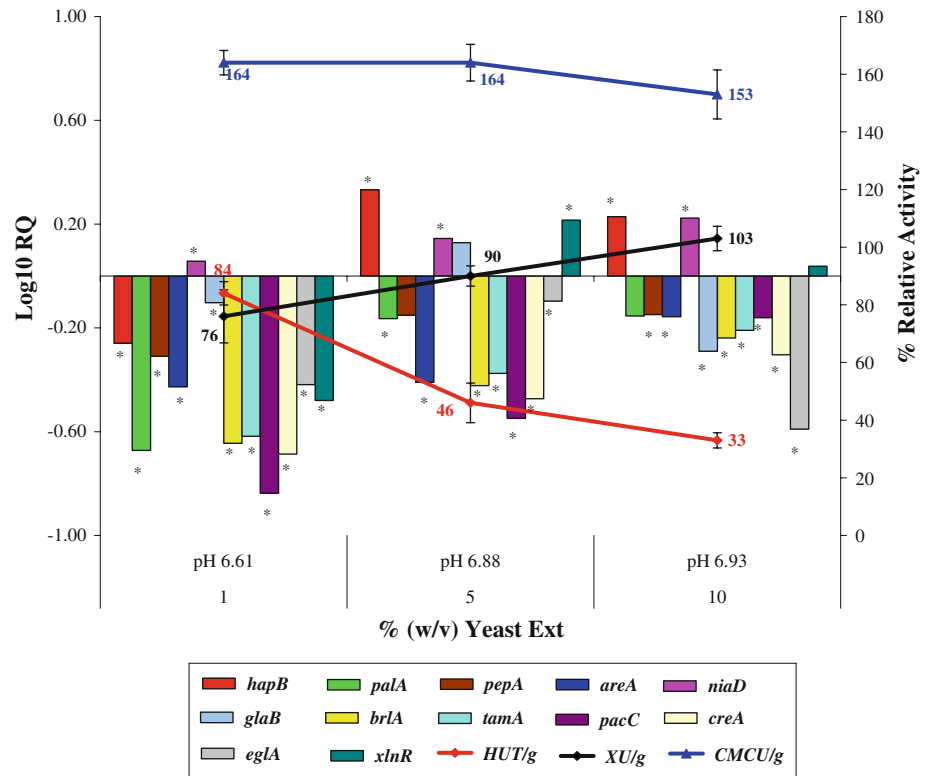 1.00
0.60
0.20
-0.20
-0.60
-1.00
Log10 RQ
180
160
140
120
100
80
60
40
20
0
% Relative Activity
164
164
153
84
76
90
103
46
33
* * * * * * * * * * *
* * * * * * * * * *
* * * * * * * * *
pH 6.61 pH 6.88 pH 6.93
1 5 10
% (w/v) Yeast Ext
hapB palA pepA areA niaD
glaB brlA tamA pacC creA
eglA xlnR HUT/g XU/g CMCU/g